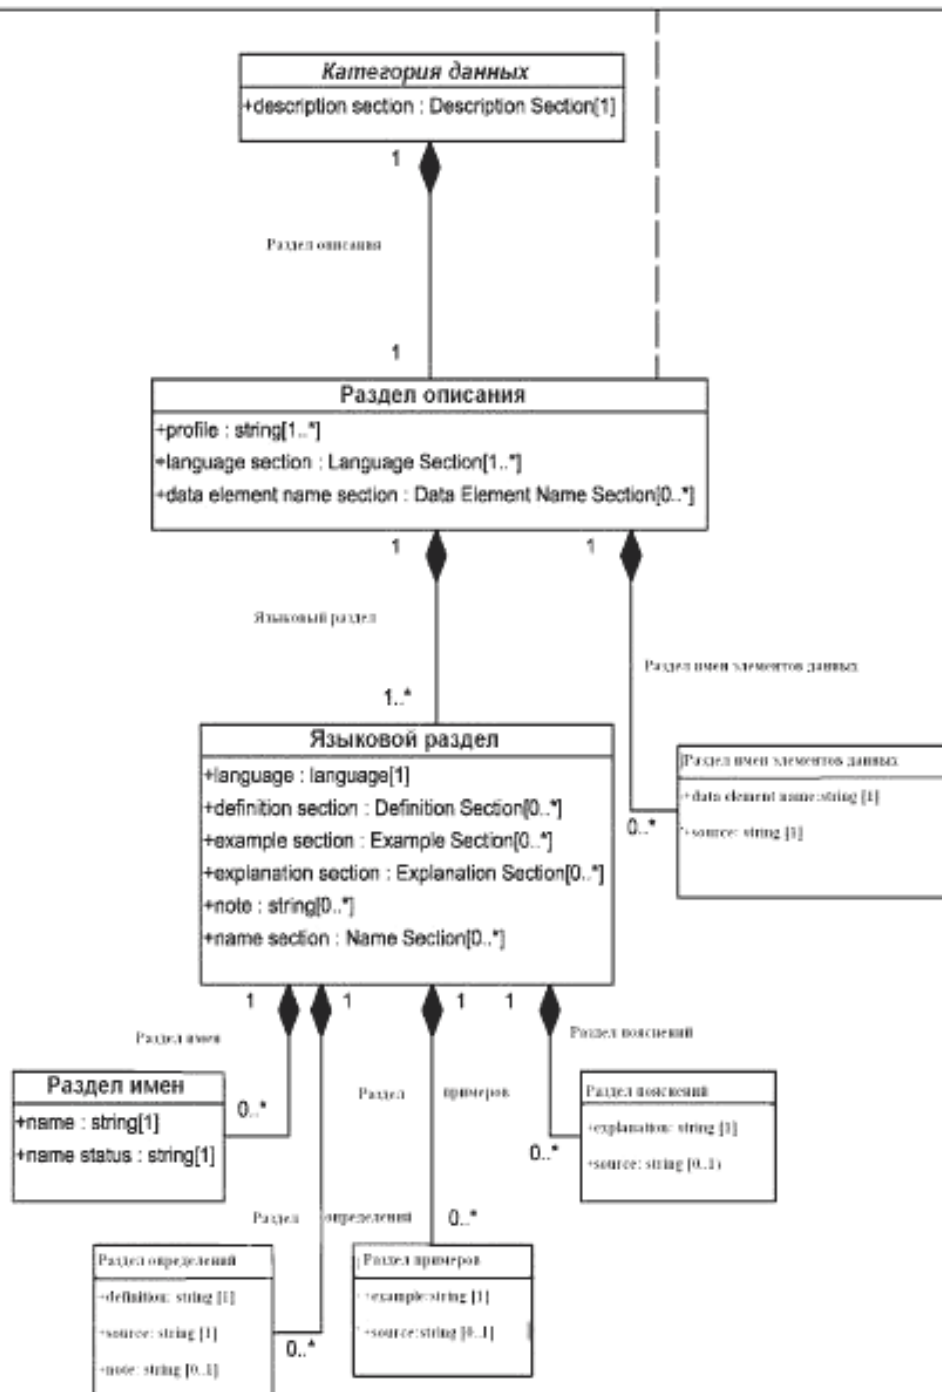 Категория данных
+description section : Description Section[1]
1
Раздел описания
1
Раздел описания
+profile : string[1..*]
+language section : Language Section[1..*]
+data element name section : Data Element Name Section[0..*]
1
1
Языковый раздел
Раздел имен элементов данных
1..*
Языковой раздел
+language : language[1]
+definition section : Definition Section[0..*]
+example section : Example Section[0..*]
+explanation section : Explanation Section[0..*]
+note : string[0..*]
+name section : Name Section[0..*]
Раздел имен элементов данных
+data element name:string [1]
+source: string [1]
0..*
1
1
1
1
Раздел имен
Раздел пояснений
Раздел имен
+name : string[1]
+name status : string[1]
0..*
Раздел примеров
Раздел пояснений
+explanation: string [1]
+source: string [0..1)
0..*
Раздел определений
0..*
Раздел определений
+definition: string [1]
+source: string [1]
+note: string [0..1]
0..*
Раздел примеров
+example:string [1]
+source:string [0..1]